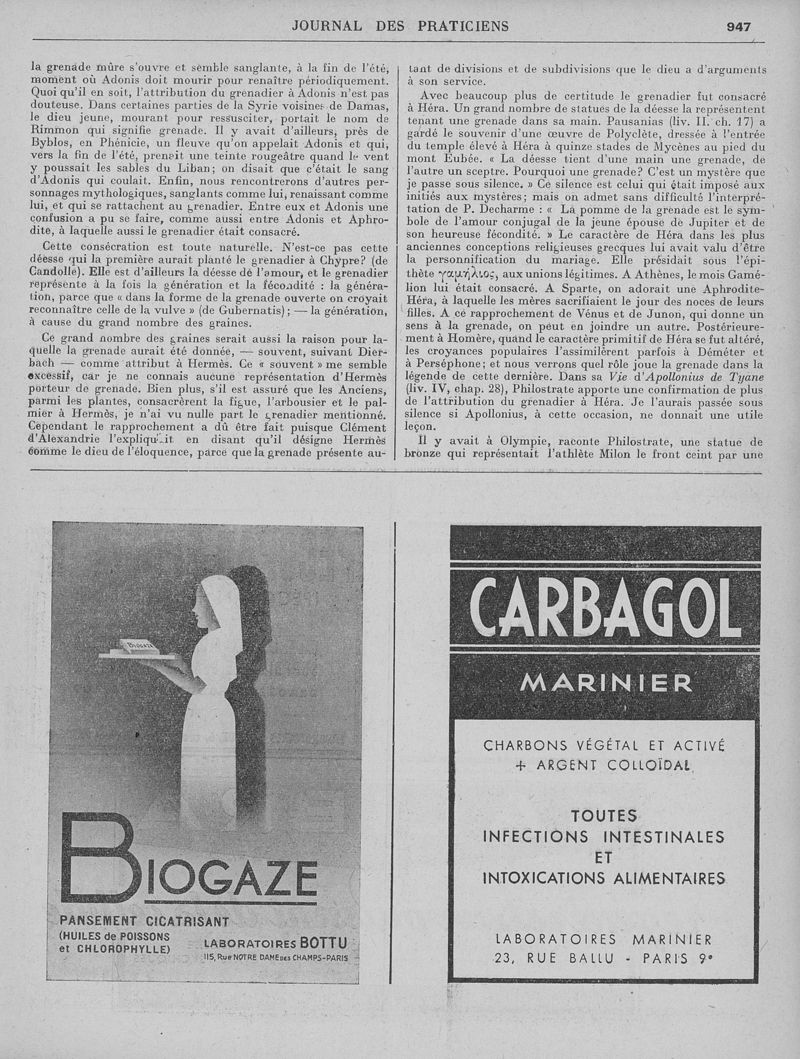 JOURNAL DES PRATICIENS
947
la grenade mûre s'ouvre et semble sanglante, à la fin de l'été,
moment où Adonis doit mourir pour renaître périodiquement.
Quoi qu'il en soit, l'attribution du grenadier à Adonis n'est pas
douteuse. Dans certaines parties de la Syrie voisines de Damas,
le dieu jeune, mourant pour ressusciter, portait le nom de
Rimmon qui signifie grenade. Il y avait d'ailleurs, près de
Byblos, en Phénicie, un fleuve qu'on appelait Adonis et qui,
vers la fin de l'été, prenait une teinte rougeâtre quand le vent
y poussait les sables du Liban; on disait que c'était le sang
d'Adonis qui coulait. Enfin, nous rencontrerons d'autres per-
sonnages mythologiques, sanglants comme lui, renaissant comme
lui, et qui se rattachent au grenadier. Entre eux et Adonis une
confusion a pu se faire, comme aussi entre Adonis et Aphro-
dite, à laquelle aussi le grenadier était consacré.
Cette consécration est toute naturelle. N'est-ce pas cette
déesse qui la première aurait planté le grenadier à Chypre? (de
Candolle). Elle est d'ailleurs la déesse de l'amour, et le grenadier
représente à la fois la génération et la fécondité : la généra-
tion, parce que « dans la forme de la grenade ouverte on croyait
reconnaître celle de la vulve » (de Gubernatis) ; — la génération,
à cause du grand nombre des graines.
Ce grand nombre des graines serait aussi la raison pour la-
quelle la grenade aurait été donnée, — souvent, suivant Dier-
bach — comme attribut à Hermès. Ce « souvent » me semble
excessif, car je ne connais aucune représentation d'Hermès
porteur de grenade. Bien plus, s'il est assuré que les Anciens,
parmi les plantes, consacrèrent la figue, l'arbousier et le pal-
mier à Hermès, je n'ai vu nulle part le grenadier mentionné.
Cependant le rapprochement a dû être fait puisque Clément
d'Alexandrie l'expliquait en disant qu'il désigne Hermès
comme le dieu de l'éloquence, parce que la grenade présente au-
tant de divisions et de subdivisions que le dieu a d'arguments
à son service.
Avec beaucoup plus de certitude le grenadier fut consacré
à Héra. Un grand nombre de statues de la déesse la représentent
tenant une grenade dans sa main. Pausanias (liv. II. ch. 17) a
gardé le souvenir d'une œuvre de Polyclète, dressée à l'entrée
du temple élevé à Héra à quinze stades de Mycènes au pied du
mont Eubée. « La déesse tient d'une main une grenade, de
l'autre un sceptre. Pourquoi une grenade? C'est un mystère que
je passe sous silence. » Ce silence est celui qui était imposé aux
initiés aux mystères; mais on admet sans difficulté l'interpré-
tation de P. Decharme : « La pomme de la grenade est le sym-
bole de l'amour conjugal de la jeune épouse de Jupiter et de
son heureuse fécondité. » Le caractère de Héra dans les plus
anciennes conceptions religieuses grecques lui avait valu d'être
la personnification du mariage. Elle présidait sous l'épi-
thète γαμήλιος, aux unions légitimes. A Athènes, le mois Gamé-
lion lui était consacré. A Sparte, on adorait une Aphrodite-
Héra, à laquelle les mères sacrifiaient le jour des noces de leurs
filles. A ce rapprochement de Vénus et de Junon, qui donne un
sens à la grenade, on peut en joindre un autre. Postérieure-
ment à Homère, quand le caractère primitif de Héra se fut altéré,
les croyances populaires l'assimilèrent parfois à Déméter et
à Perséphone; et nous verrons quel rôle joue la grenade dans la
légende de cette dernière. Dans sa Vie d'Apollonius de Tyane
(liv. IV, chap. 28), Philostrate apporte une confirmation de plus
de l'attribution du grenadier à Héra. Je l'aurais passée sous
silence si Apollonius, à cette occasion, ne donnait une utile
leçon.
Il y avait à Olympie, raconte Philostrate, une statue de
bronze qui représentait l'athlète Milon le front ceint par une
BIOGAZE
BIOGAZE
PANSEMENT CICATRISANT
(HUILES de POISSONS
et CHLOROPHYLLE)
LABORATOIRES BOTTU
115, Rue NOTRE DAME DES CHAMPS-PARIS
CARBAGOL
MARINIER
CHARBONS VÉGÉTAL ET ACTIVÉ
+ ARGENT COLLOÏDAL
TOUTES
INFECTIONS INTESTINALES
ET
INTOXICATIONS ALIMENTAIRES
LABORATOIRES MARINIER
23, RUE BALLU - PARIS 9e